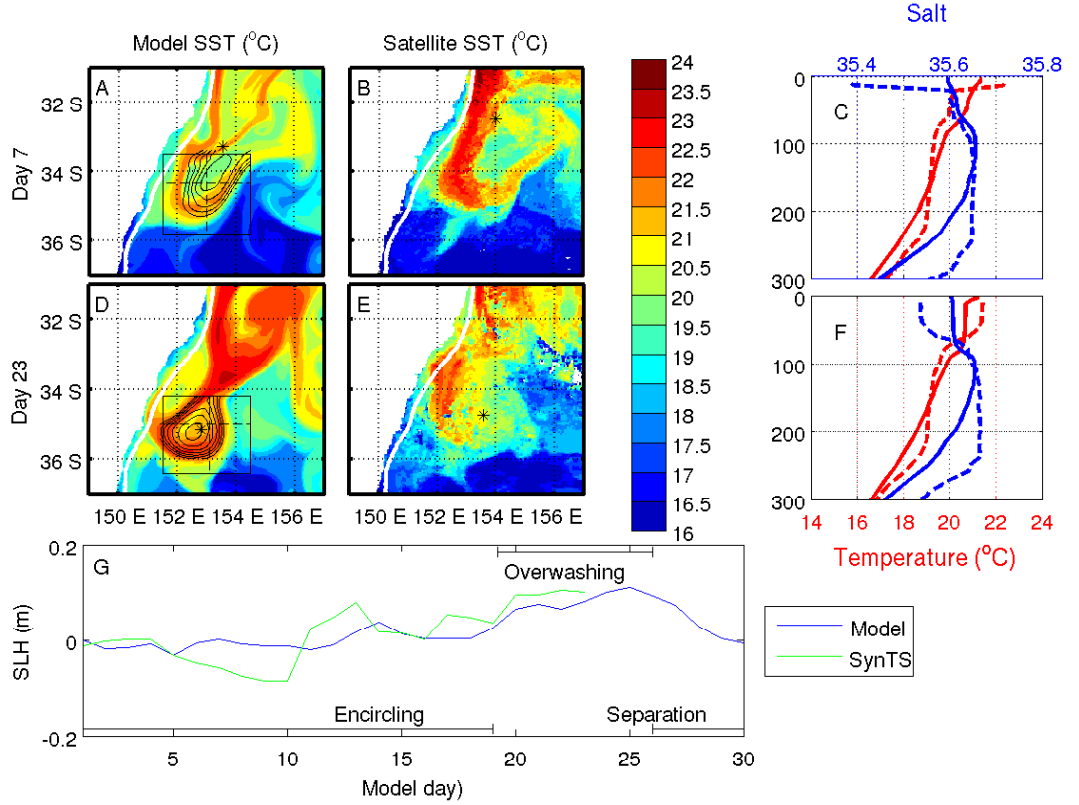 Model SST (°C)
Satellite SST (°C)
Salt
35.4 35.6 35.8
Day 7
A
32 S
34 S
36 S
B
24
23.5
23
22.5
22
21.5
21
20.5
20
19.5
19
18.5
18
17.5
17
16.5
16
C
0
100
200
300
Day 23
D
32 S
34 S
36 S
150 E 152 E 154 E 156 E
E
150 E 152 E 154 E 156 E
F
0
100
200
300
14 16 18 20 22 24
Temperature (°C)
G
SLH (m)
0.2
0
-0.2
Overwashing
Encircling
Separation
5 10 15 20 25 30
Model day)
Model
SynTS